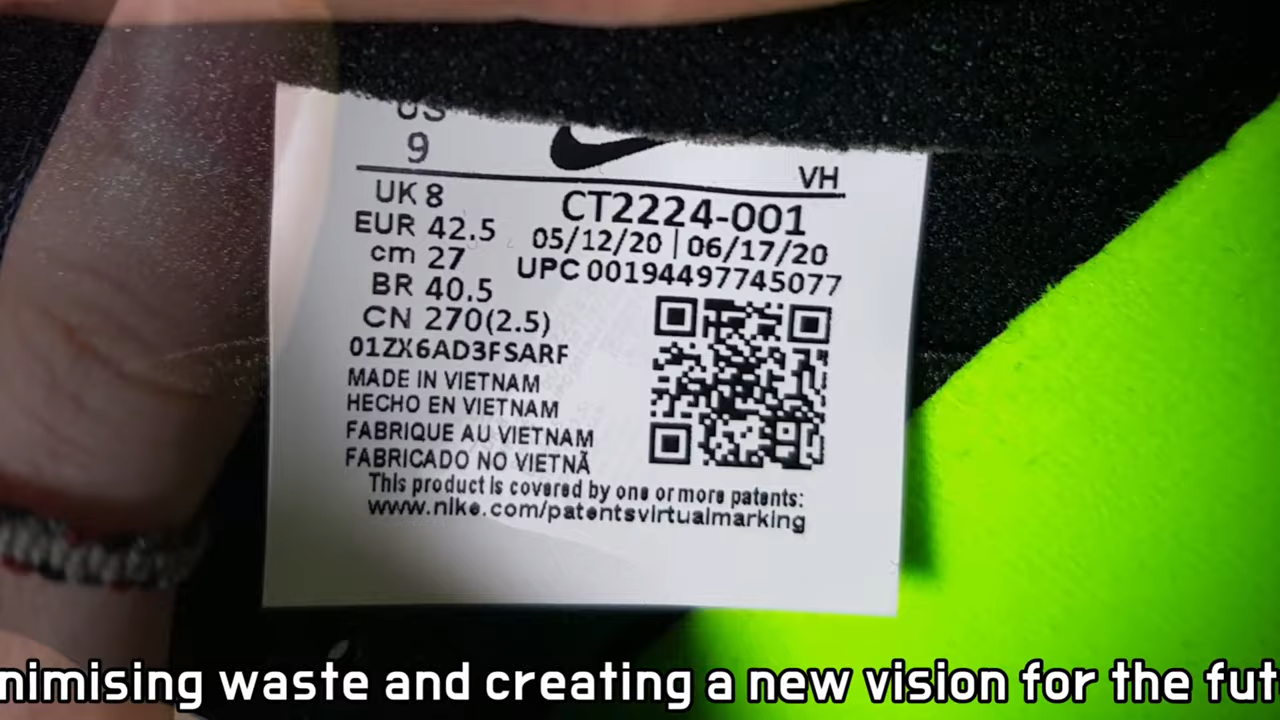 US
9
VH
UK 8
CT2224-001
EUR 42.5
05/12/20 | 06/17/20
cm 27
UPC 00194497745077
BR 40.5
CN 270(2.5)
01ZX6AD3FSARF
MADE IN VIETNAM
HECHO EN VIETNAM
FABRIQUE AU VIETNAM
FABRICADO NO VIETNÃ
This product is covered by one or more patents:
www.nike.com/patentsvirtualmarking
nimising waste and creating a new vision for the fut